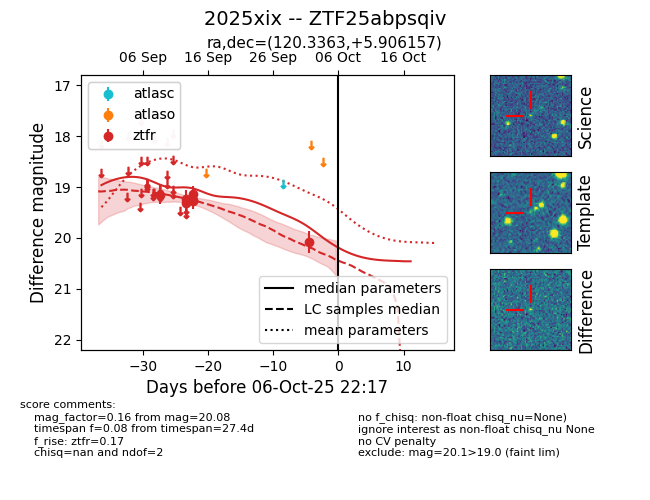 2025xix -- ZTF25abpsqiv
ra,dec=(120.3363,+5.906157)
06 Sep 16 Sep 26 Sep 06 Oct 16 Oct
17
18
19
20
21
22
Difference magnitude
atlasc
atlaso
ztfr
median parameters
LC samples median
mean parameters
−30 −20 −10 0 10
Days before 06-Oct-25 22:17
Science
Template
Difference
score comments:
mag_factor=0.16 from mag=20.08
timespan f=0.08 from timespan=27.4d
f_rise: ztfr=0.17
chisq=nan and ndof=2
no f_chisq: non-float chisq_nu=None)
ignore interest as non-float chisq_nu None
no CV penalty
exclude: mag=20.1>19.0 (faint lim)